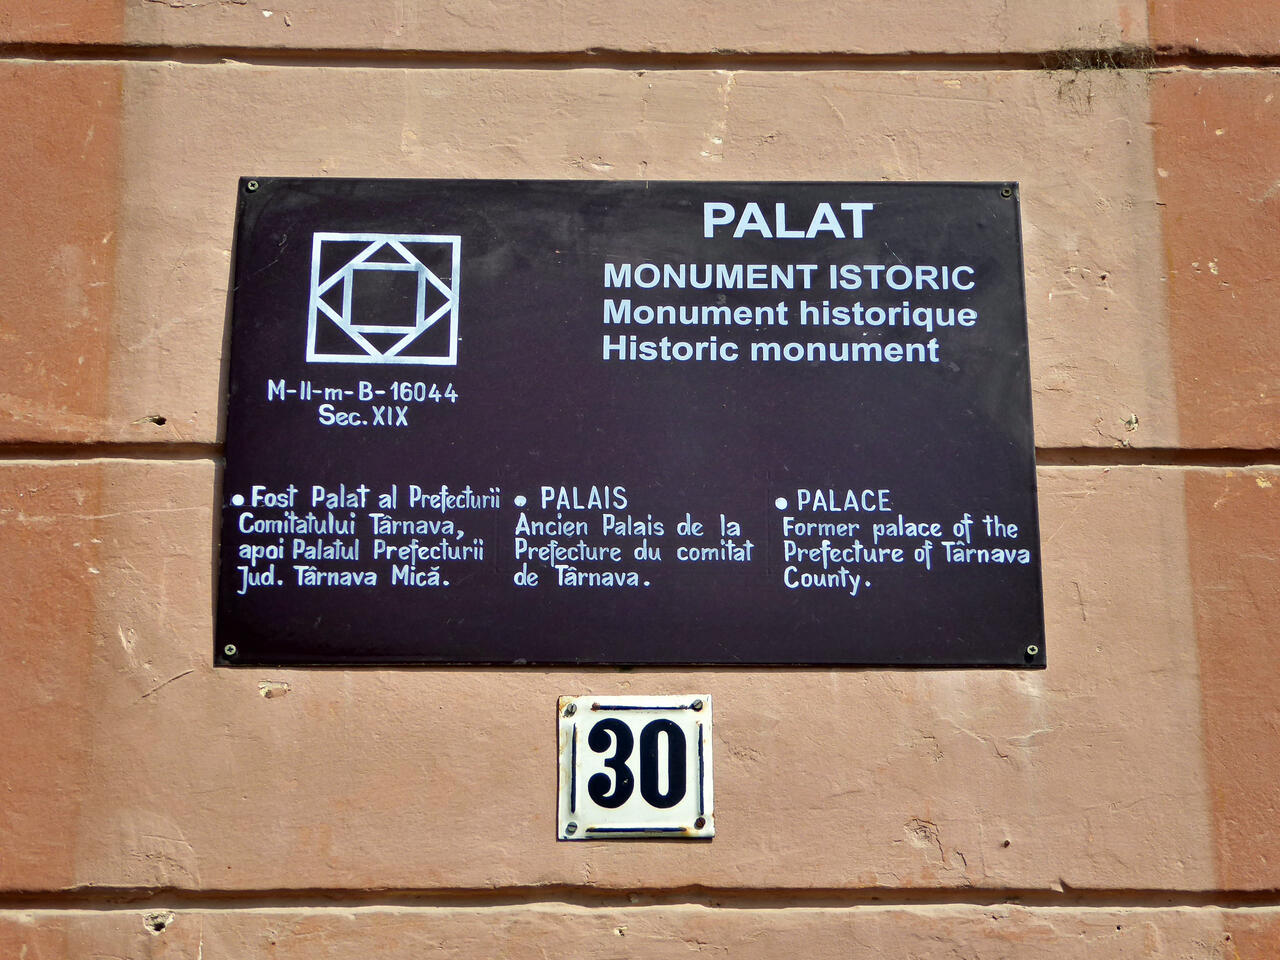 PALAT
MONUMENT ISTORIC
Monument historique
Historic monument
M-II-m-B-16044
Sec. XIX
• Fost Palat al Prefecturii
Comitatului Târnava,
apoi Palatul Prefecturii
Jud. Târnava Mică.
• PALAIS
Ancien Palais de la
Prefecture du comitat
de Târnava.
• PALACE
Former palace of the
Prefecture of Târnava
County.
30